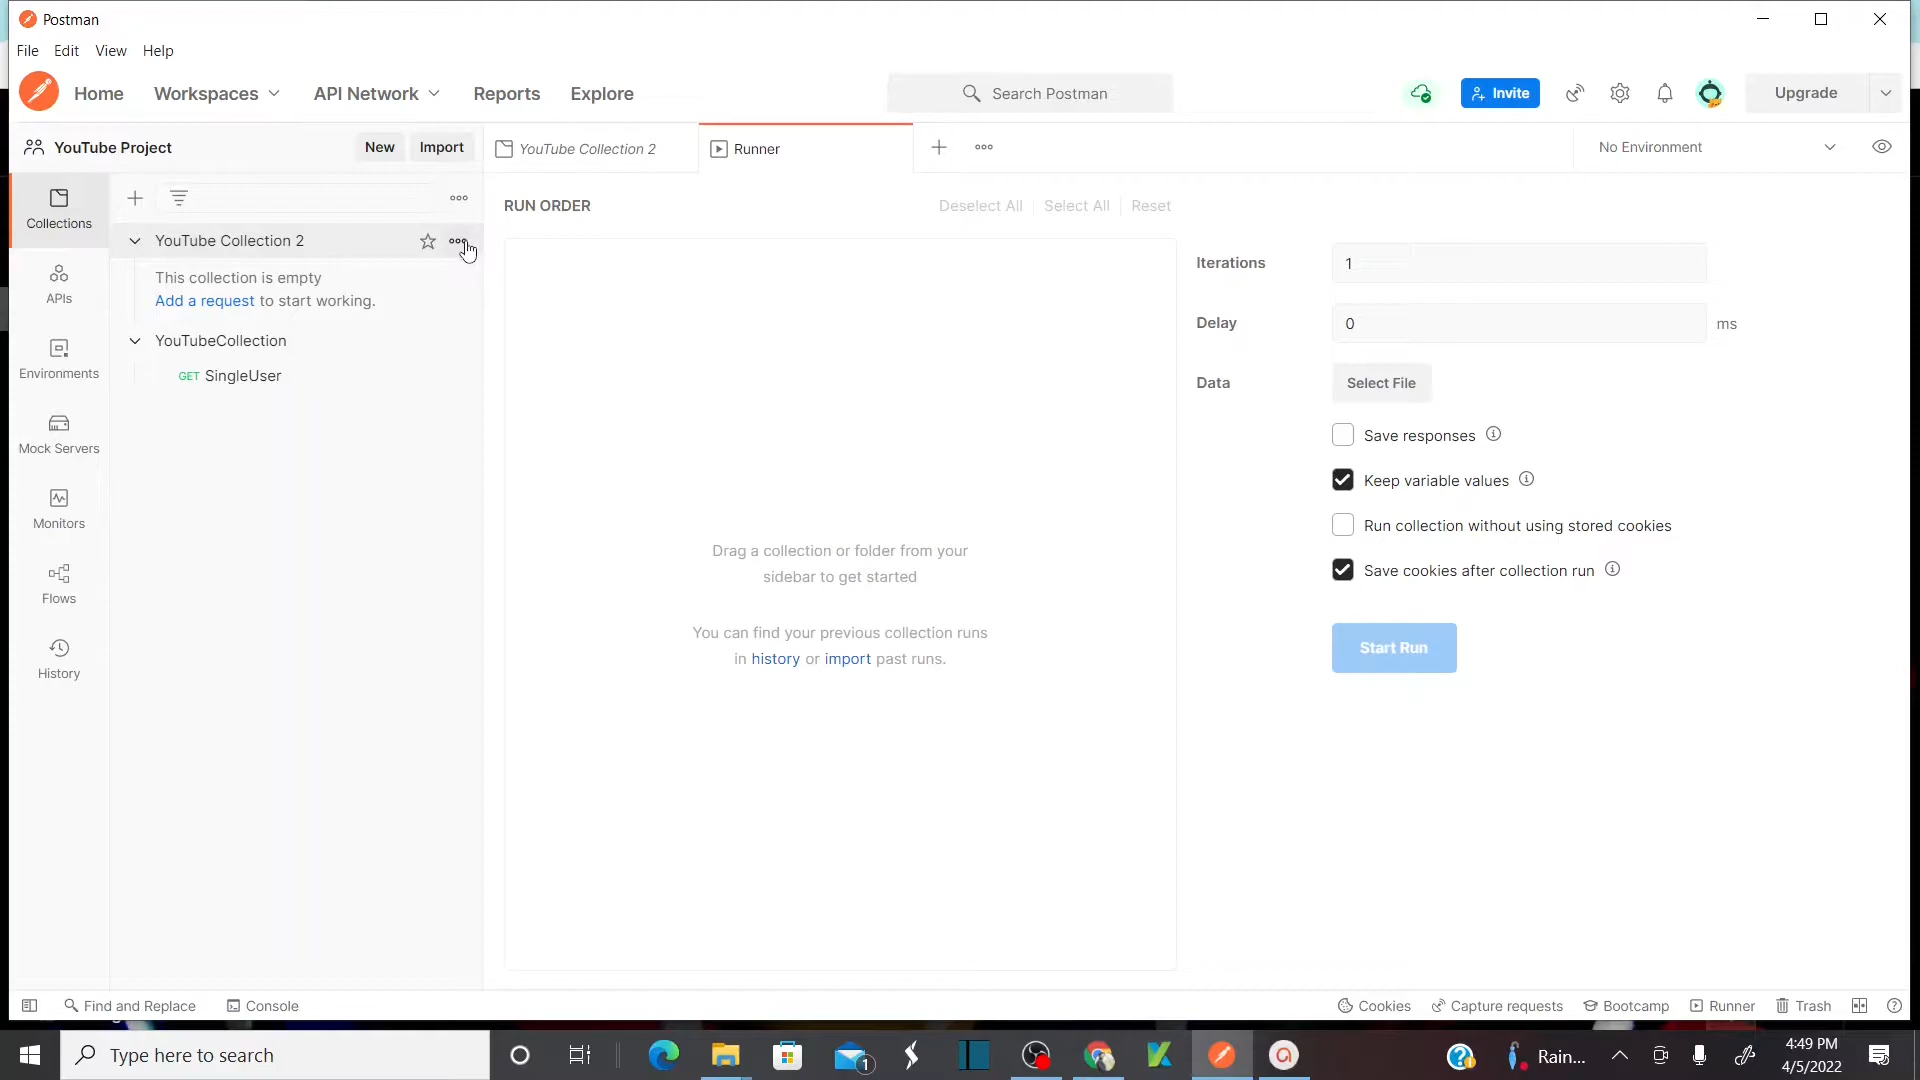 Postman
File Edit View Help
Home Workspaces API Network Reports Explore Search Postman Invite Upgrade
YouTube Project New Import YouTube Collection 2 Runner No Environment
Collections
APIs
Environments
Mock Servers
Monitors
Flows
History
YouTube Collection 2
This collection is empty
Add a request to start working.
YouTubeCollection
GET SingleUser
RUN ORDER Deselect All Select All Reset
Drag a collection or folder from your
sidebar to get started
You can find your previous collection runs
in history or import past runs.
Iterations 1
Delay 0 ms
Data Select File
Save responses
Keep variable values
Run collection without using stored cookies
Save cookies after collection run
Start Run
Find and Replace Console Cookies Capture requests Bootcamp Runner Trash
Type here to search 1 Rain... 4:49 PM
4/5/2022